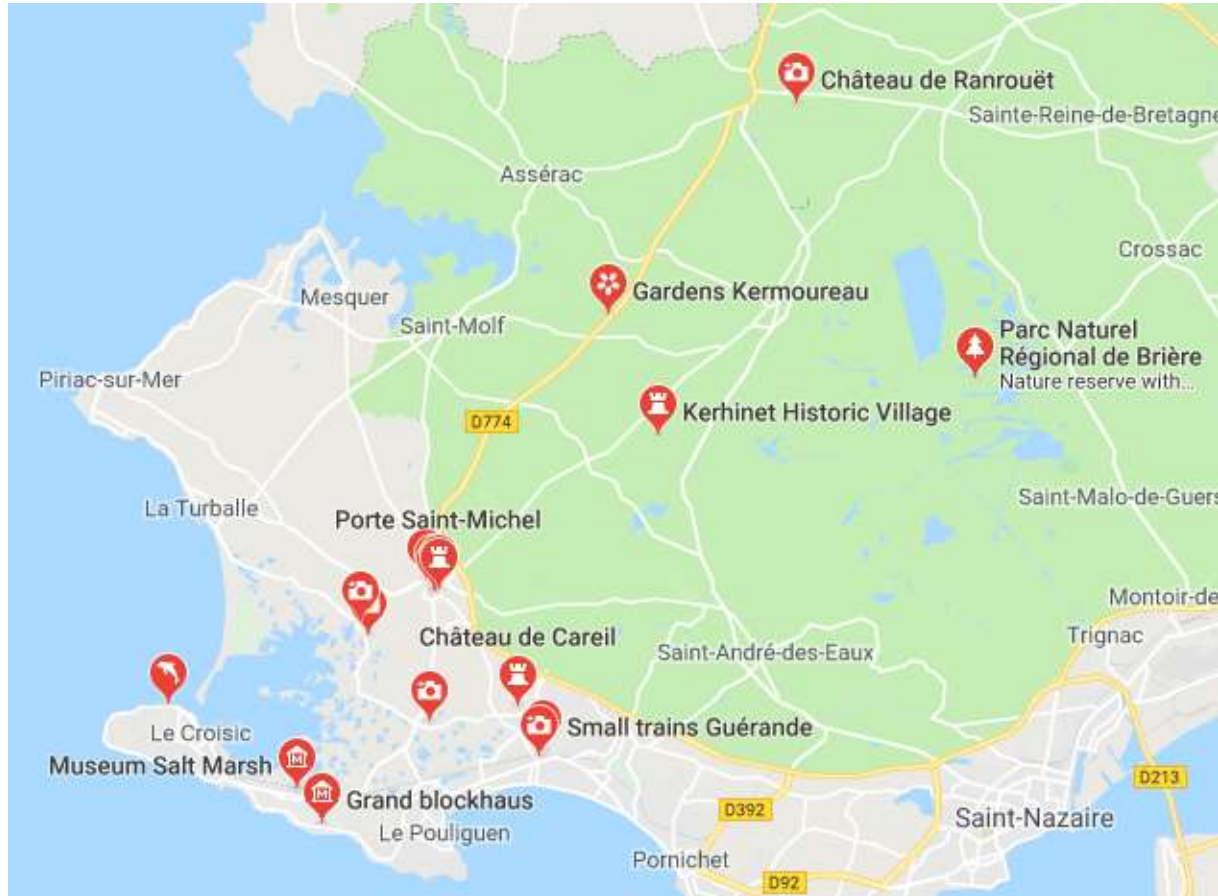 Château de Ranrouët
Sainte-Reine-de-Bretagne
Assérac
Crossac
Gardens Kermoureau
Mesquer
Saint-Molf
Parc Naturel
Régional de Brière
Nature reserve with...
Piriac-sur-Mer
Kerhinet Historic Village
D774
La Turballe
Saint-Malo-de-Guers
Porte Saint-Michel
Montoir-de-
Trignac
Château de Careil
Saint-André-des-Eaux
Le Croisic
Small trains Guérande
Museum Salt Marsh
D213
Grand blockhaus
D392
Saint-Nazaire
Le Pouliguen
Pornichet
D92